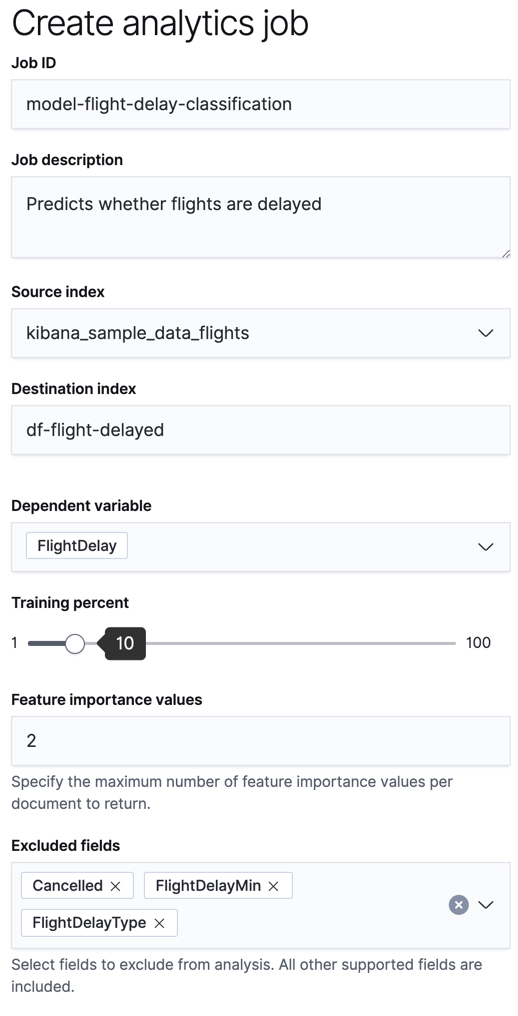 Create analytics job
Job ID
model-flight-delay-classification
Job description
Predicts whether flights are delayed
Source index
kibana_sample_data_flights
Destination index
df-flight-delayed
Dependent variable
FlightDelay
Training percent
1 10 100
Feature importance values
2
Specify the maximum number of feature importance values per
document to return.
Excluded fields
Cancelled × FlightDelayMin ×
FlightDelayType ×
Select fields to exclude from analysis. All other supported fields are
included.